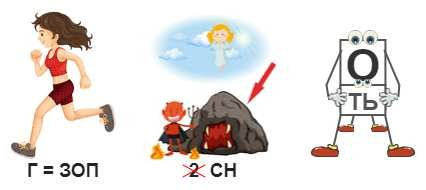 Г = ЗОП
2 СН
О
ТЬ